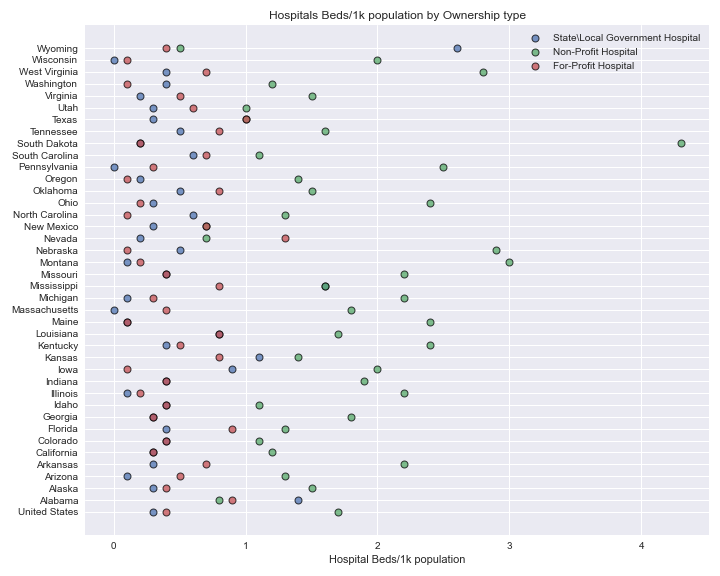 Hospitals Beds/1k population by Ownership type
State\Local Government Hospital
Non-Profit Hospital
For-Profit Hospital
Wyoming
Wisconsin
West Virginia
Washington
Virginia
Utah
Texas
Tennessee
South Dakota
South Carolina
Pennsylvania
Oregon
Oklahoma
Ohio
North Carolina
New Mexico
Nevada
Nebraska
Montana
Missouri
Mississippi
Michigan
Massachusetts
Maine
Louisiana
Kentucky
Kansas
Iowa
Indiana
Illinois
Idaho
Georgia
Florida
Colorado
California
Arkansas
Arizona
Alaska
Alabama
United States
0 1 2 3 4
Hospital Beds/1k population